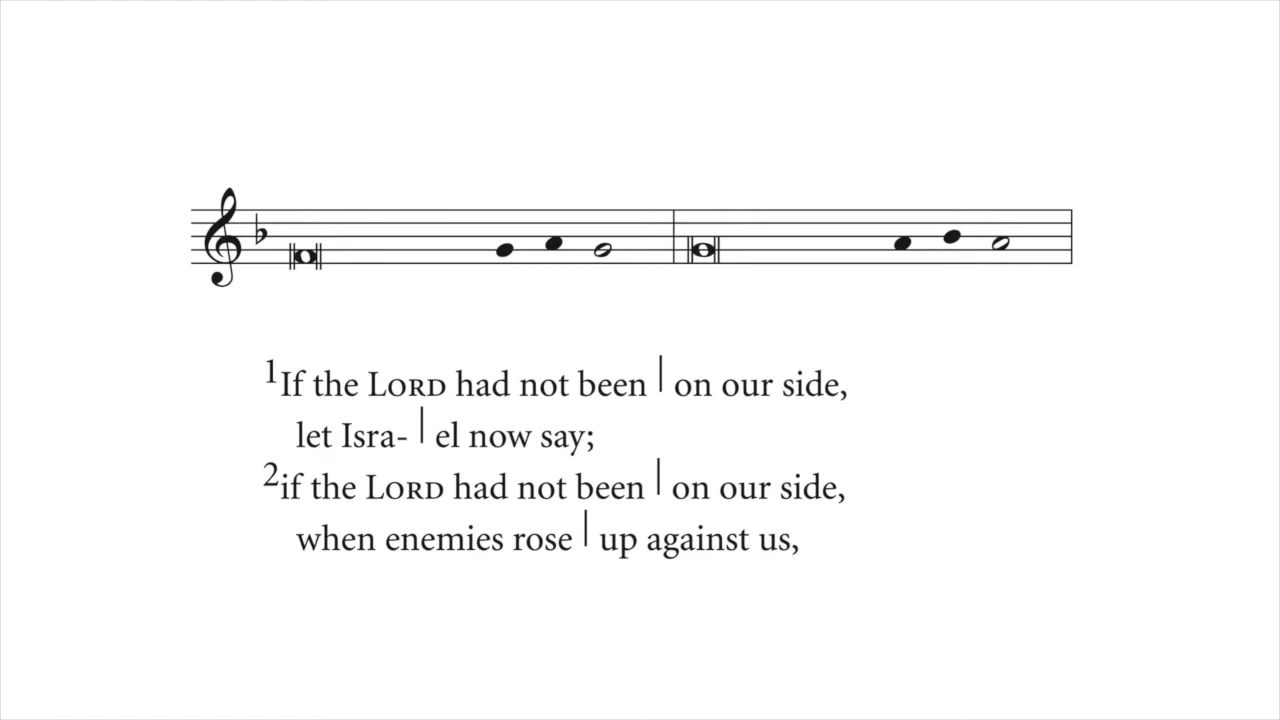 1If the LORD had not been | on our side,
let Isra- | el now say;
2if the LORD had not been | on our side,
when enemies rose | up against us,